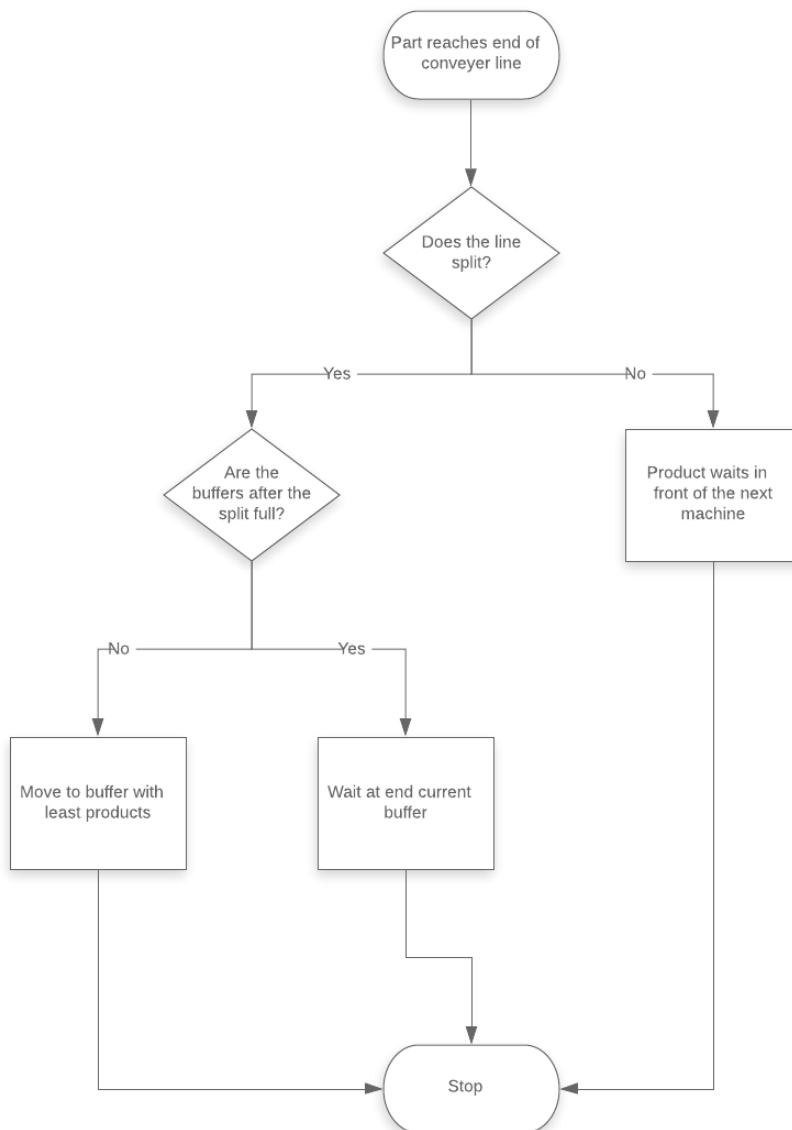 Part reaches end of
conveyer line
Does the line
split?
Yes
No
Are the
buffers after the
split full?
Product waits in
front of the next
machine
No
Yes
Move to buffer with
least products
Wait at end current
buffer
Stop